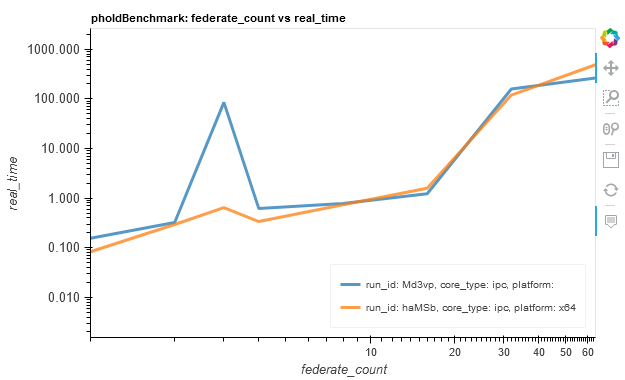 pholdBenchmark: federate_count vs real_time
1000.000
100.000
10.000
1.000
0.100
0.010
real_time
run_id: Md3vp, core_type: ipc, platform:
run_id: haMSb, core_type: ipc, platform: x64
10
20
30
40
50
60
federate_count